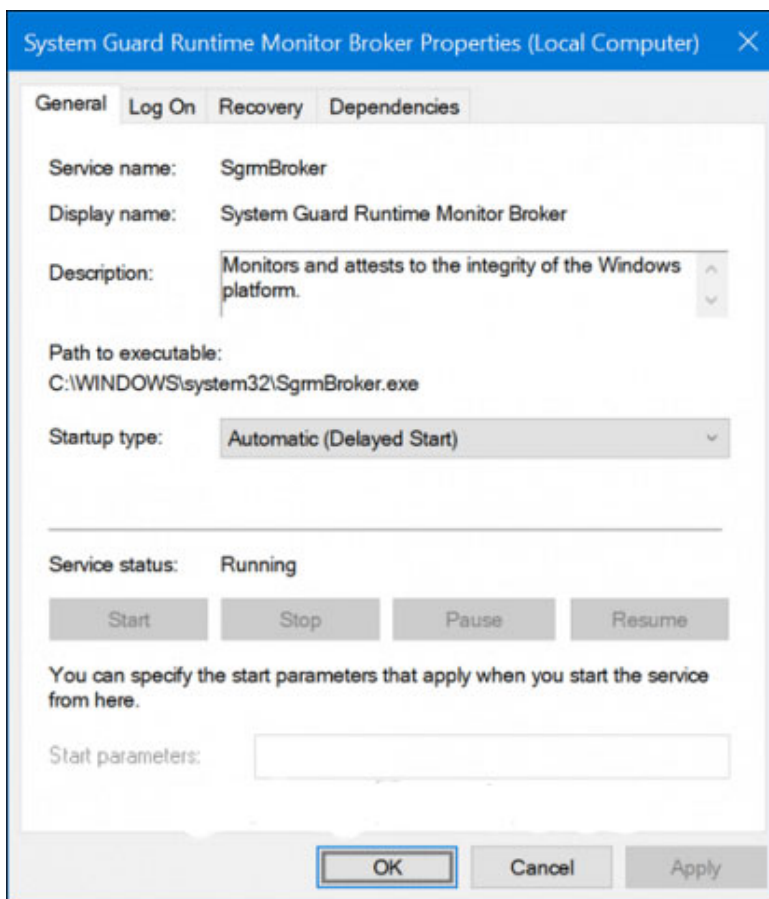 System Guard Runtime Monitor Broker Properties (Local Computer)
General Log On Recovery Dependencies
Service name: SgrmBroker
Display name: System Guard Runtime Monitor Broker
Description: Monitors and attests to the integrity of the Windows
platform.
Path to executable:
C:\WINDOWS\system32\SgrmBroker.exe
Startup type: Automatic (Delayed Start)
Service status: Running
Start Stop Pause Resume
You can specify the start parameters that apply when you start the service
from here.
Start parameters:
OK Cancel Apply